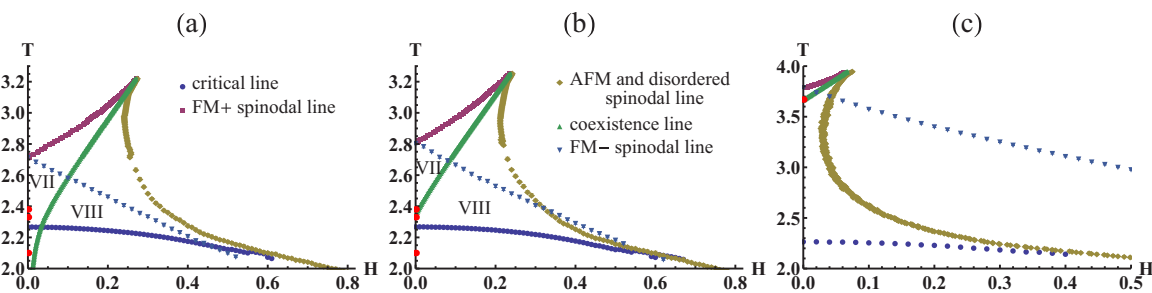 (a)
T
3.2
3.0
2.8
2.6
2.4
2.2
2.0
0.0
0.2
0.4
0.6
0.8
H
critical line
FM+ spinodal line
VII
VIII
(b)
T
3.2
3.0
2.8
2.6
2.4
2.2
2.0
0.0
0.2
0.4
0.6
0.8
H
AFM and disordered
spinodal line
coexistence line
FM− spinodal line
VII
VIII
(c)
T
4.0
3.5
3.0
2.5
2.0
0.0
0.1
0.2
0.3
0.4
0.5
H